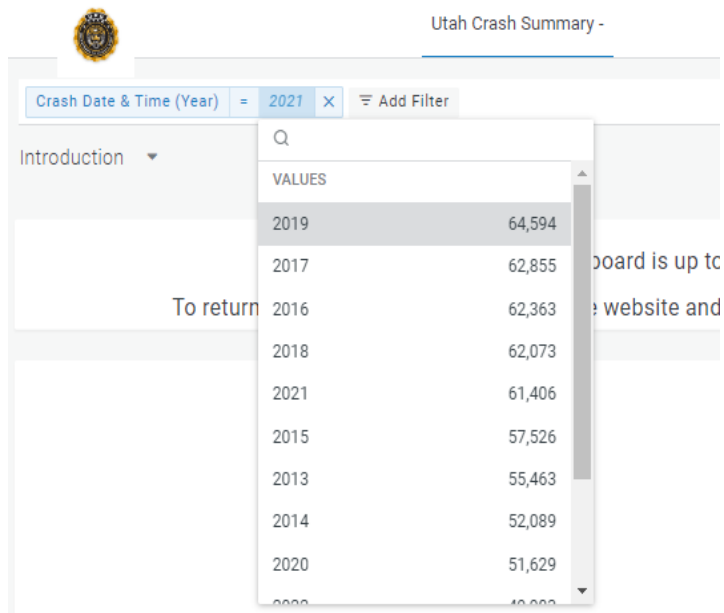 Utah Crash Summary -
Crash Date & Time (Year) = 2021 × Add Filter
Introduction
VALUES
2019 64,594
board is up to
2017 62,855
To return
website and
2016 62,363
2018 62,073
2021 61,406
2015 57,526
2013 55,463
2014 52,089
2020 51,629